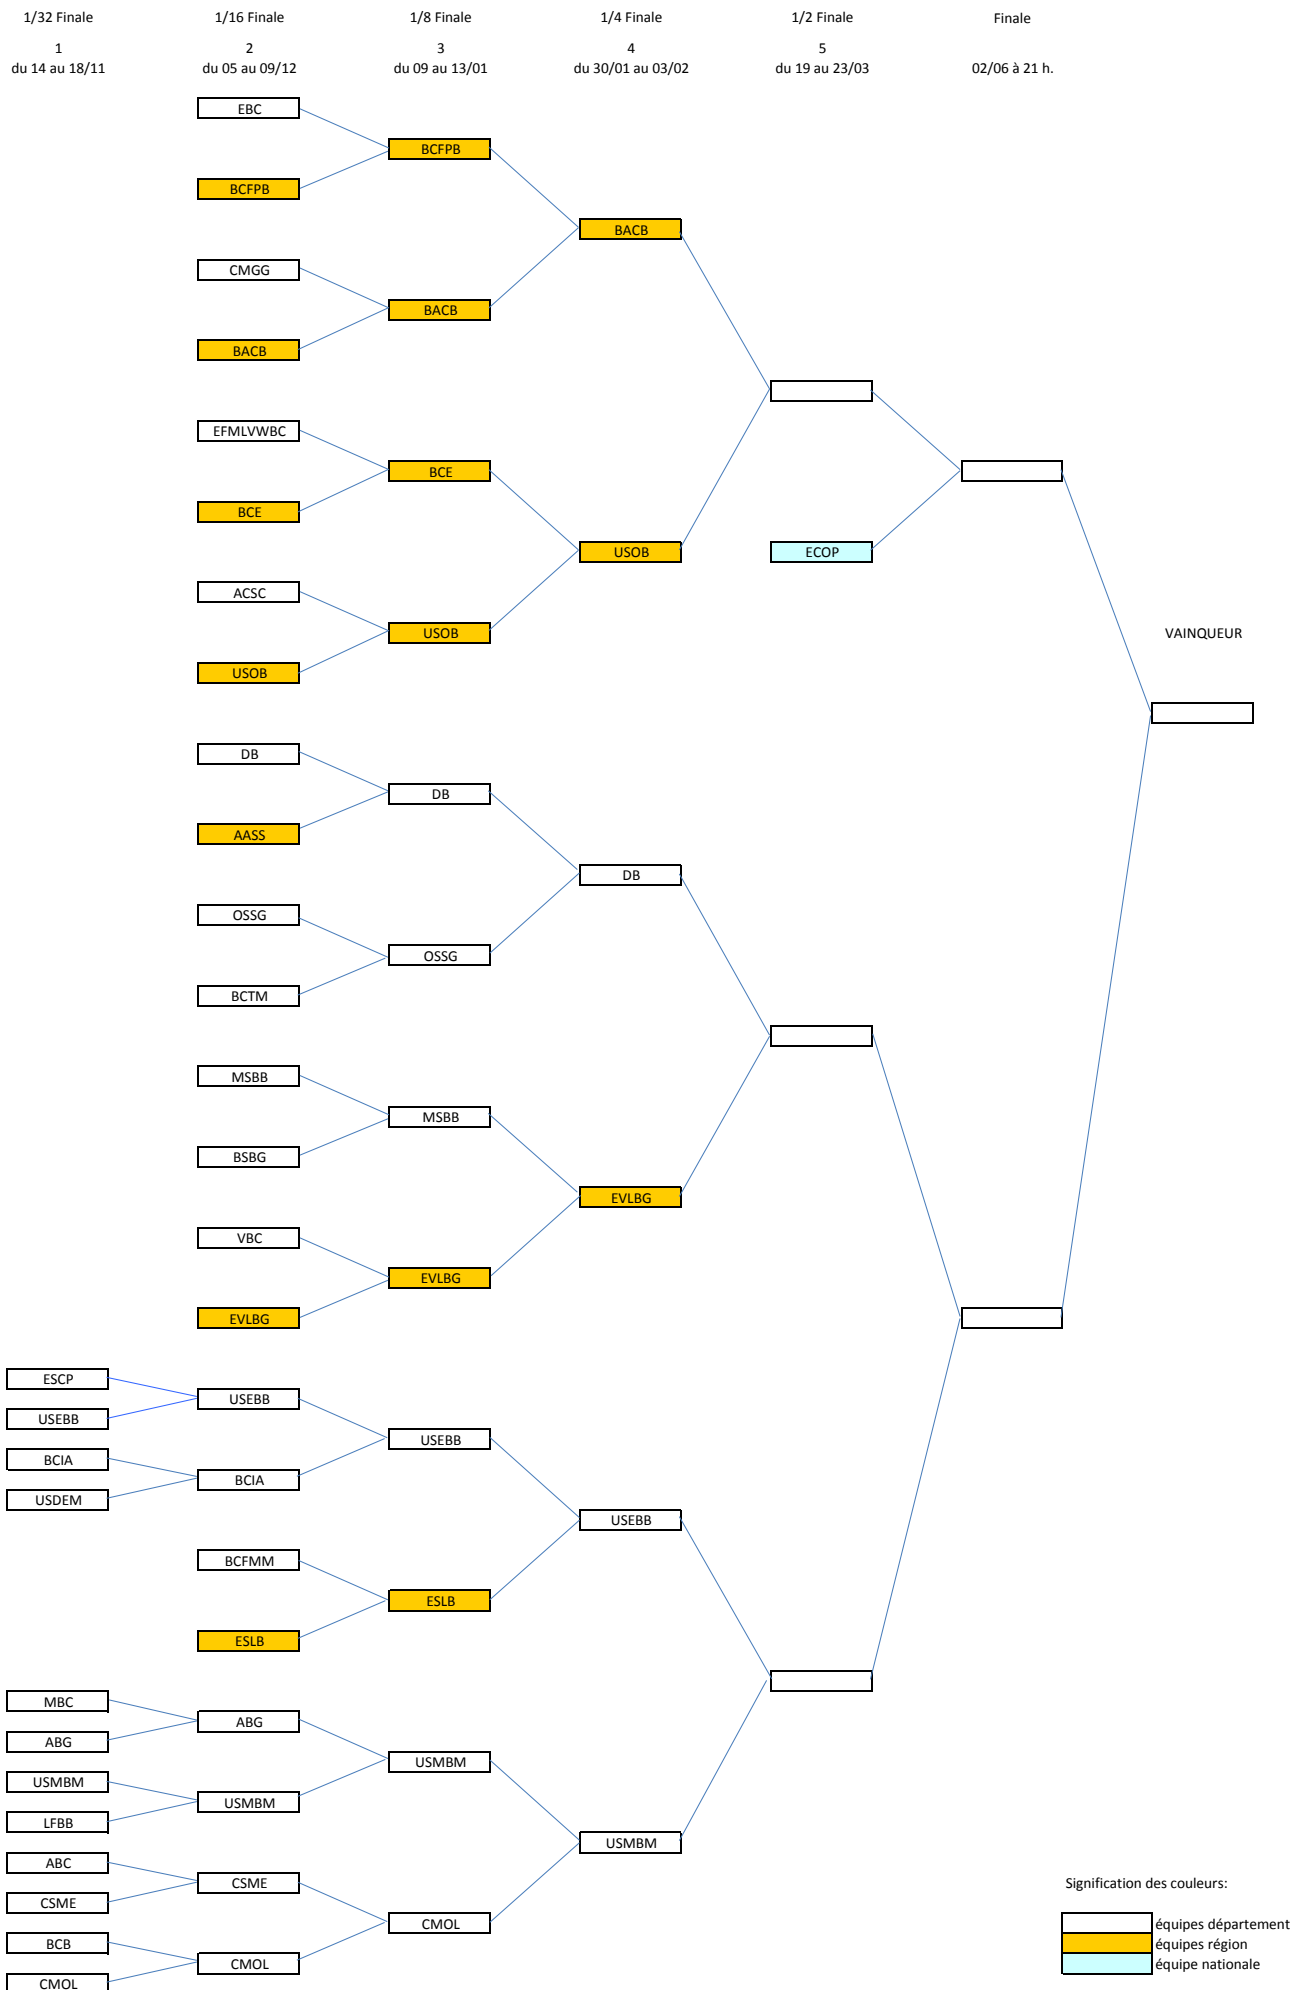 1/32 Finale 1/16 Finale 1/8 Finale 1/4 Finale 1/2 Finale Finale
1 2 3 4 5
du 14 au 18/11 du 05 au 09/12 du 09 au 13/01 du 30/01 au 03/02 du 19 au 23/03 02/06 à 21 h.
EBC
BCFPB
BCFPB
BACB
CMGG
BACB
BACB
EFMLVWBC
BCE
BCE
USOB ECOP
ACSC
USOB VAINQUEUR
USOB
DB
DB
AASS
DB
OSSG
OSSG
BCTM
MSBB
MSBB
BSBG
EVLBG
VBC
EVLBG
EVLBG
ESCP
USEBB
USEBB
USEBB
BCIA
BCIA
USDEM
USEBB
BCFMM
ESLB
ESLB
MBC
ABG
ABG
USMBM
USMBM
USMBM
LFBB
USMBM
ABC
CSME
Signification des couleurs:
CSME
CMOL
équipes département
BCB
équipes région
CMOL
équipe nationale
CMOL